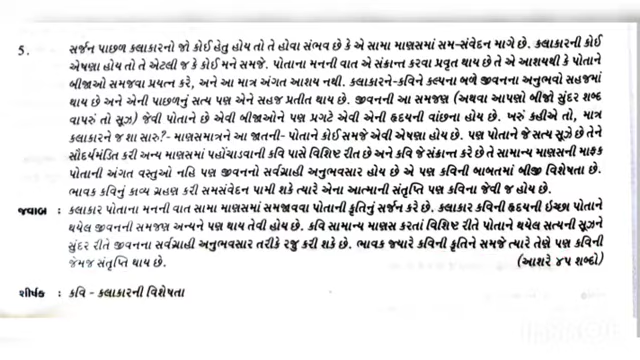 5. સર્જન પાછળ કલાકારનો જો કોઈ હેતુ હોય તો તે હોવા સંભવ છે કે એ સામા માણસમાં સમ-સંવેદન માગે છે. કલાકારની કોઈ
એષણા હોય તો તે એટલી જ કે કોઈ મને સમજે. પોતાના મનની વાત એ સંક્રાન્ત કરવા પ્રવૃત થાય છે તે એ આશયથી કે પોતાને
બીજાઓ સમજવા પ્રયત્ન કરે, અને આ માત્ર અંગત આશય નથી. કલાકારને-કવિને કલ્પના બળે જીવનના અનુભવો સહજમાં
થાય છે અને એની પાછળનું સત્ય પણ એને સહજ પ્રતીત થાય છે. જીવનની આ સમજણ (અથવા આપણો બીજો સુંદર શબ્દ
વાપરું તો સૂઝ) જેવી પોતાને છે એવી બીજાઓને પણ પ્રગટે એવી એની હૃદયની વાંછના હોય છે. ખરું કહીએ તો, માત્ર
કલાકારને જ શા સારુ?- માણસમાત્રને આ જાતની- પોતાને કોઈ સમજે એવી એષણા હોય છે. પણ પોતાને જે સત્ય સૂઝે છે તેને
સૌંદર્યમંડિત કરી અન્ય માણસમાં પહોંચાડવાની કવિ પાસે વિશિષ્ટ રીત છે અને કવિ જે સંક્રાન્ત કરે છે તે સામાન્ય માણસની માફક
પોતાની અંગત વસ્તુઓ નહિ પણ જીવનનો સર્વગ્રાહી અનુભવસાર હોય છે એ પણ કવિની બાબતમાં બીજી વિશેષતા છે.
ભાવક કવિનું કાવ્ય ગ્રહણ કરી સમસંવેદન પામી શકે ત્યારે એના આત્માની સંતૃપ્તિ પણ કવિના જેવી જ હોય છે.
જવાબ : કલાકાર પોતાના મનની વાત સામા માણસમાં સમજાવવા પોતાની કૃતિનું સર્જન કરે છે. કલાકાર કવિની હૃદયની ઇચ્છા પોતાને
થયેલ જીવનની સમજણ અન્યને પણ થાય તેવી હોય છે. કવિ સામાન્ય માણસ કરતાં વિશિષ્ટ રીતે પોતાને થયેલ સત્યની સૂઝને
સુંદર રીતે જીવનના સર્વગ્રાહી અનુભવસાર તરીકે રજુ કરી શકે છે. ભાવક જ્યારે કવિની કૃતિને સમજે ત્યારે તેણે પણ કવિની
જેમજ સંતૃપ્તિ થાય છે. (આશરે ૪૫ શબ્દો)
શીર્ષક : કવિ - કલાકારની વિશેષતા